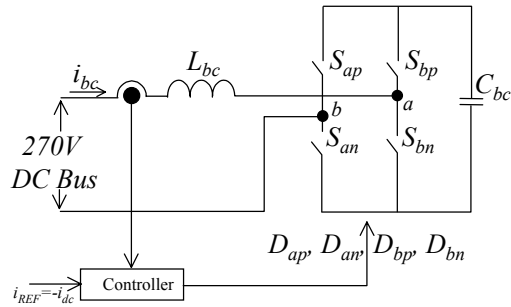 L_bc
S_ap
S_bp
C_bc
i_bc
b
a
270V
DC Bus
S_an
S_bn
D_ap, D_an, D_bp, D_bn
i_REF=-i_dc
Controller